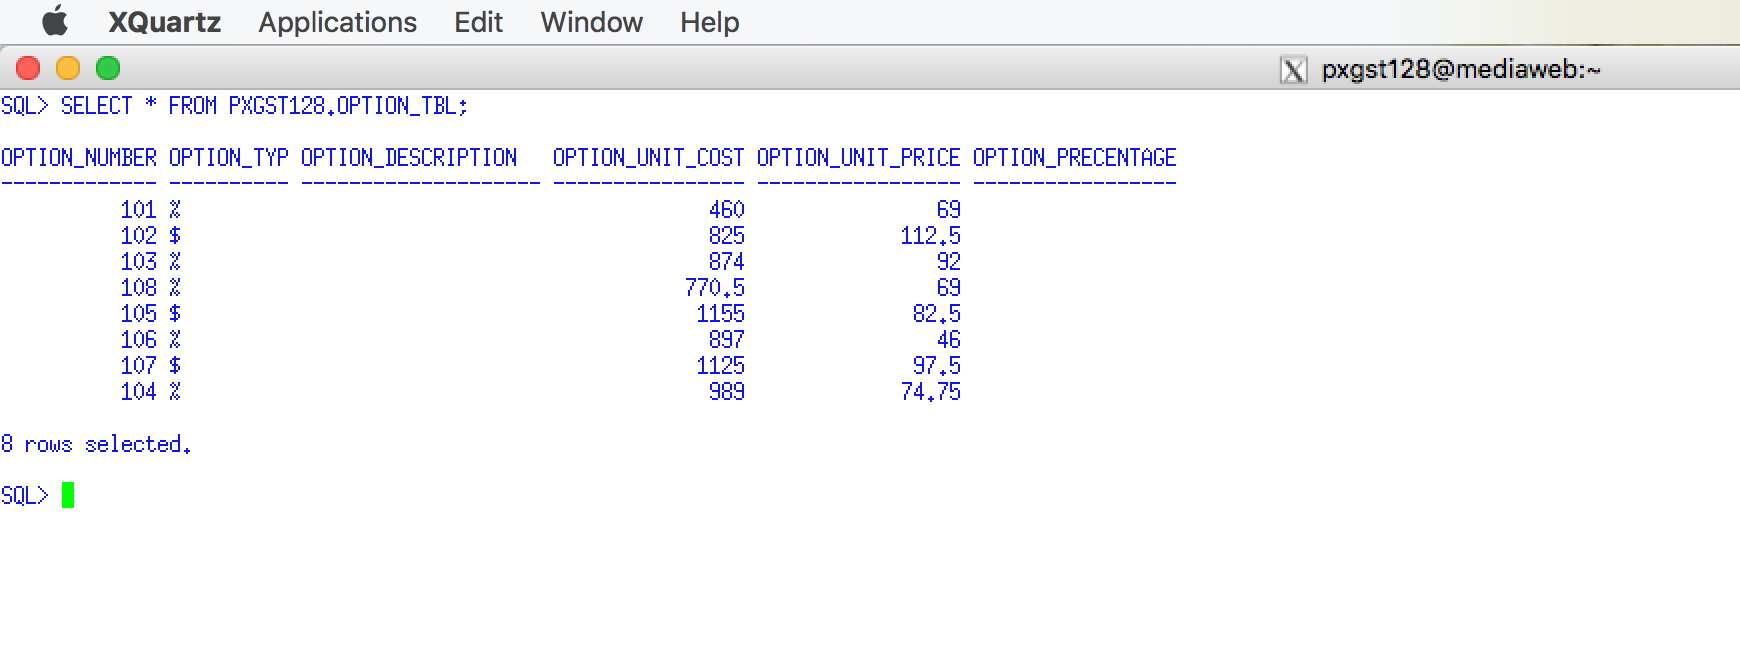 XQuartz Applications Edit Window Help
X pxgst128@mediaweb:~
SQL> SELECT * FROM PXGST128.OPTION_TBL;
OPTION_NUMBER OPTION_TYP OPTION_DESCRIPTION   OPTION_UNIT_COST OPTION_UNIT_PRICE OPTION_PRECENTAGE
------------- ---------- -------------------- ---------------- ----------------- -----------------
          101 %                                            460                69
          102 $                                            825             112.5
          103 %                                            874                92
          108 %                                          770.5                69
          105 $                                           1155              82.5
          106 %                                            897                46
          107 $                                           1125              97.5
          104 %                                            989             74.75
8 rows selected.
SQL>